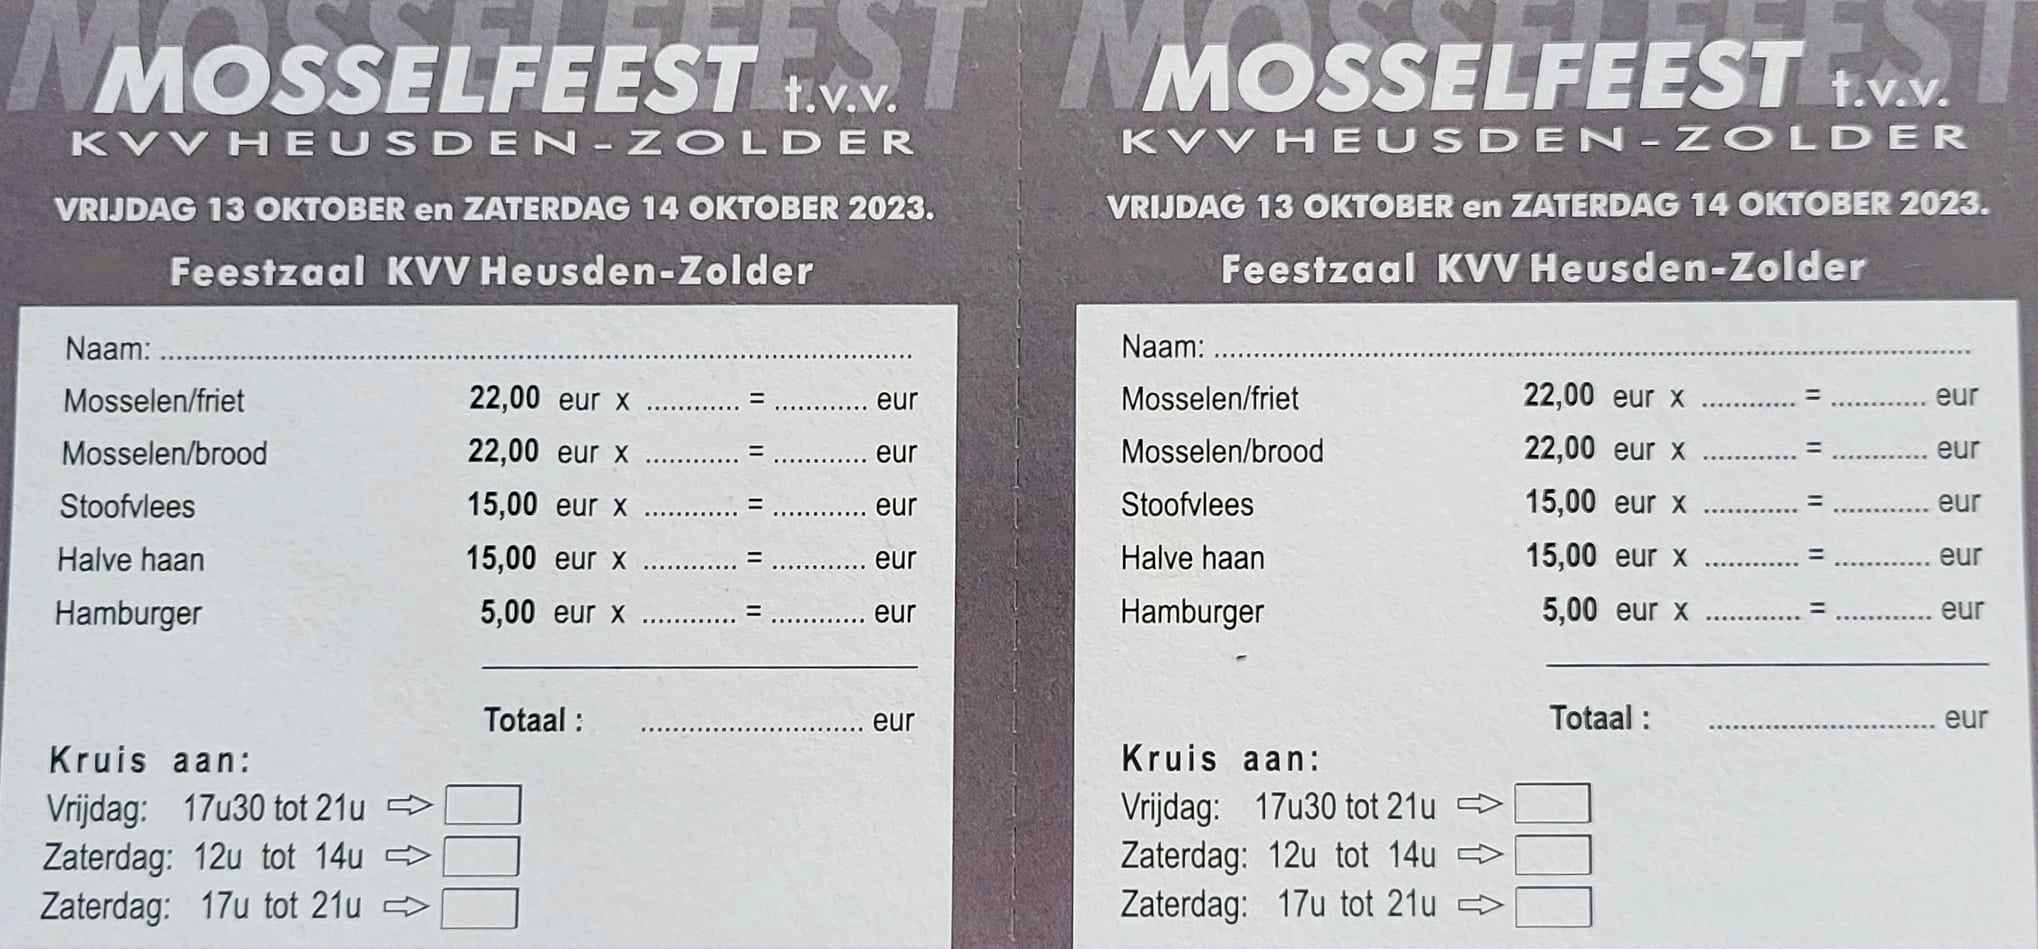 MOSSELFEEST
MOSSELFEEST t.v.v.
KVV HEUSDEN-ZOLDER
VRIJDAG 13 OKTOBER en ZATERDAG 14 OKTOBER 2023.
Feestzaal KVV Heusden-Zolder
Naam: ..............................................................................................
Mosselen/friet 22,00 eur x ............ = ............ eur
Mosselen/brood 22,00 eur x ............ = ............ eur
Stoofvlees 15,00 eur x ............ = ............ eur
Halve haan 15,00 eur x ............ = ............ eur
Hamburger 5,00 eur x ............ = ............ eur
Totaal : ............................ eur
Kruis aan:
Vrijdag: 17u30 tot 21u
Zaterdag: 12u tot 14u
Zaterdag: 17u tot 21u
MOSSELFEEST
MOSSELFEEST t.v.v.
KVV HEUSDEN-ZOLDER
VRIJDAG 13 OKTOBER en ZATERDAG 14 OKTOBER 2023.
Feestzaal KVV Heusden-Zolder
Naam: ..............................................................................................
Mosselen/friet 22,00 eur x ............ = ............ eur
Mosselen/brood 22,00 eur x ............ = ............ eur
Stoofvlees 15,00 eur x ............ = ............ eur
Halve haan 15,00 eur x ............ = ............ eur
Hamburger 5,00 eur x ............ = ............ eur
Totaal : ............................ eur
Kruis aan:
Vrijdag: 17u30 tot 21u
Zaterdag: 12u tot 14u
Zaterdag: 17u tot 21u